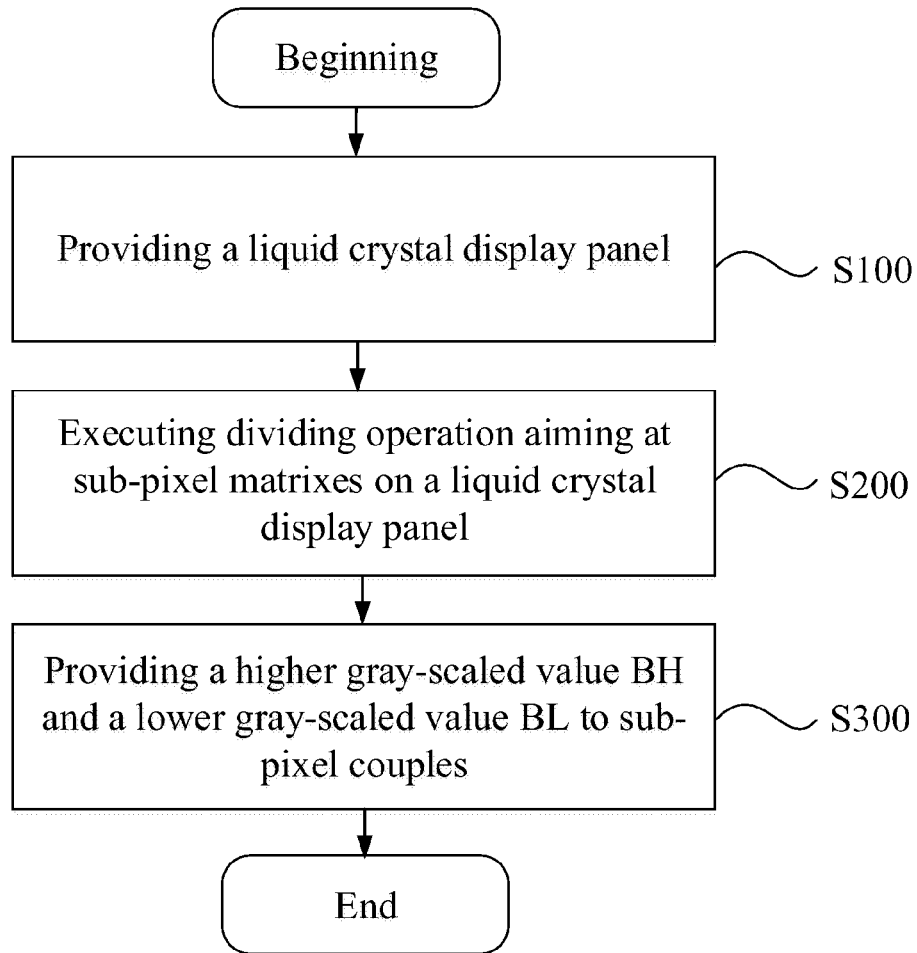 Beginning
Providing a liquid crystal display panel
S100
Executing dividing operation aiming at
sub-pixel matrixes on a liquid crystal
display panel
S200
Providing a higher gray-scaled value BH
and a lower gray-scaled value BL to sub-
pixel couples
S300
End